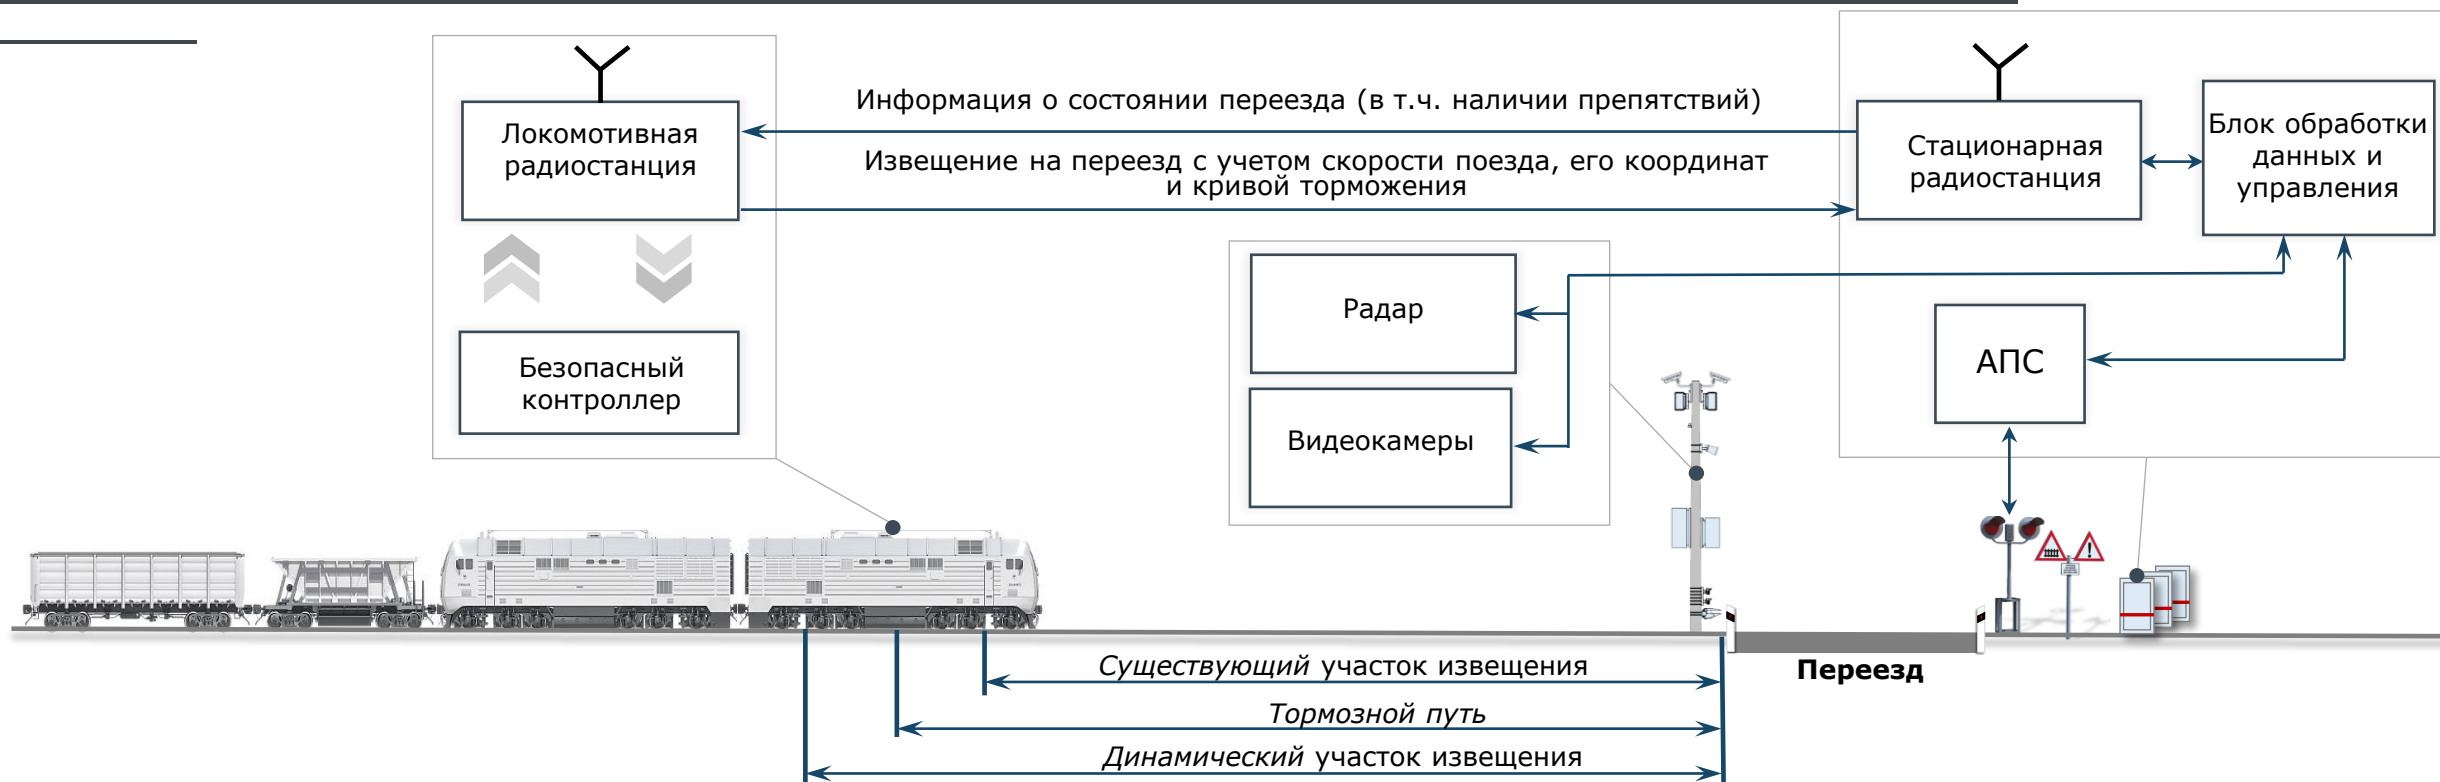 Информация о состоянии переезда (в т.ч. наличии препятствий)
Локомотивная
радиостанция
Извещение на переезд с учетом скорости поезда, его координат
и кривой торможения
Стационарная
радиостанция
Блок обработки
данных и
управления
Радар
Безопасный
контроллер
Видеокамеры
АПС
Существующий участок извещения
Переезд
Тормозной путь
Динамический участок извещения